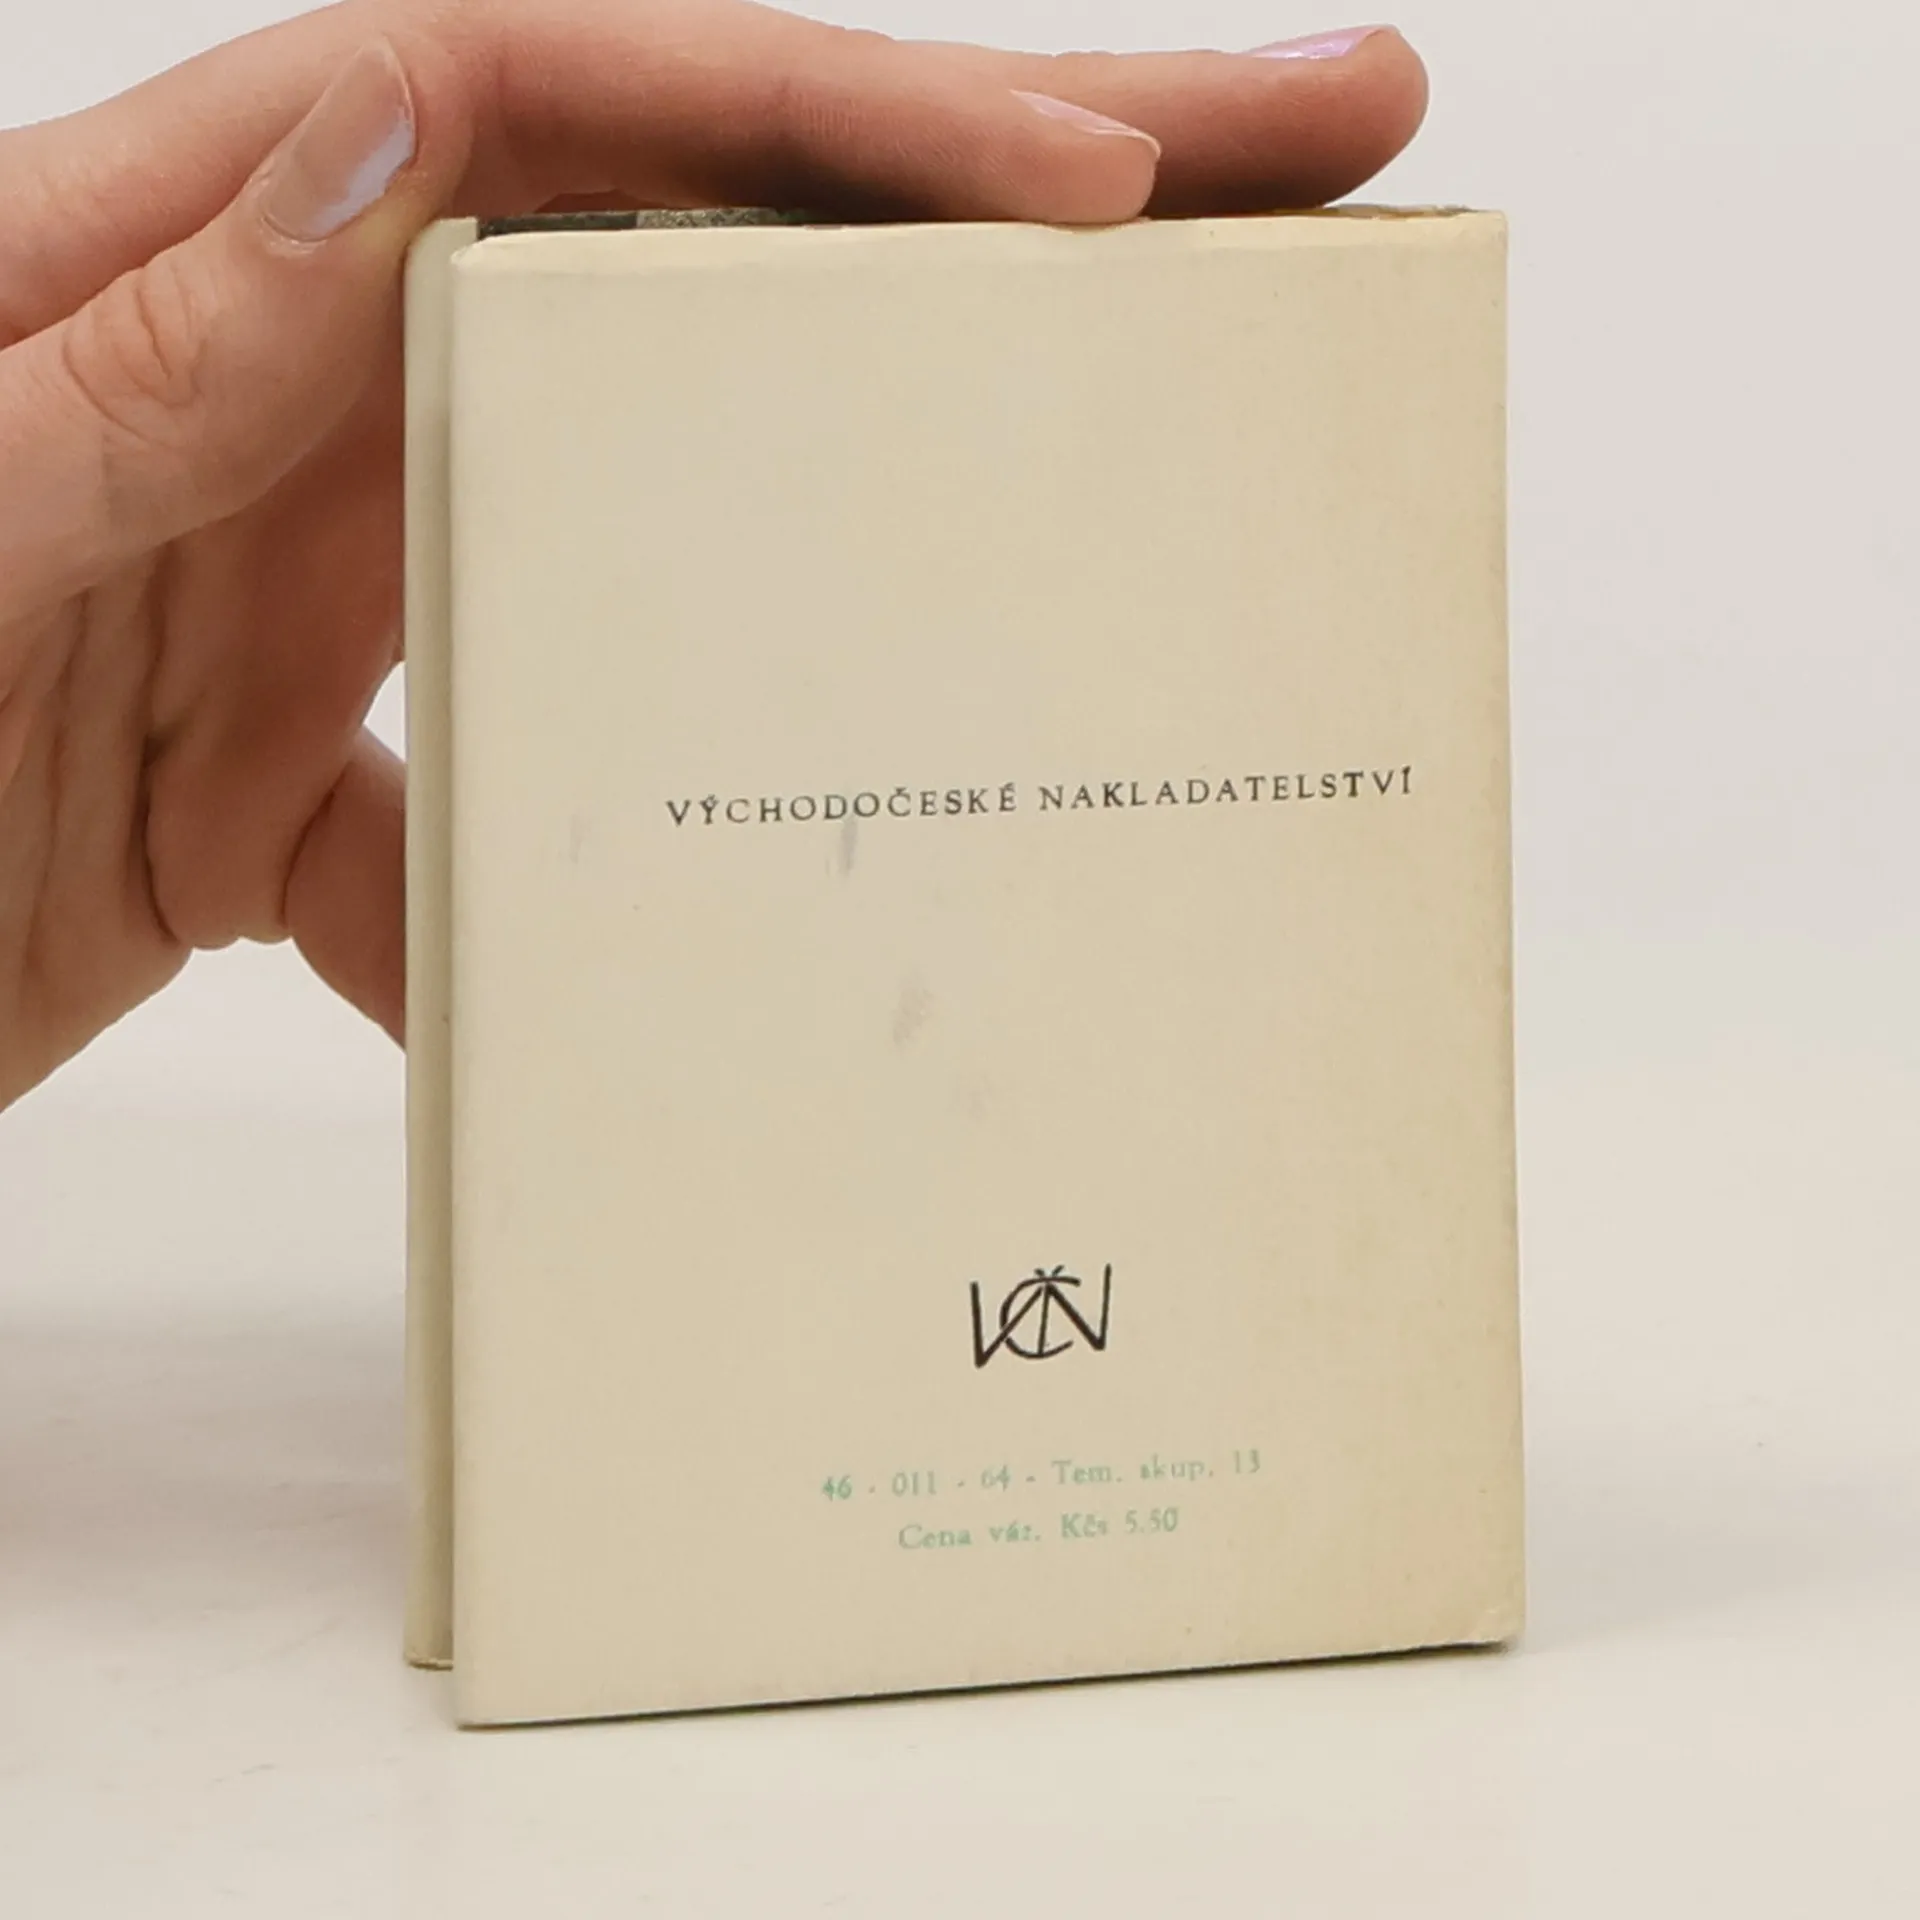 VÝCHODOČESKÉ NAKLADATELSTVÍ
VČN
46 - 011 - 64 - Tem. skup. 13
Cena váz. Kčs 5.50